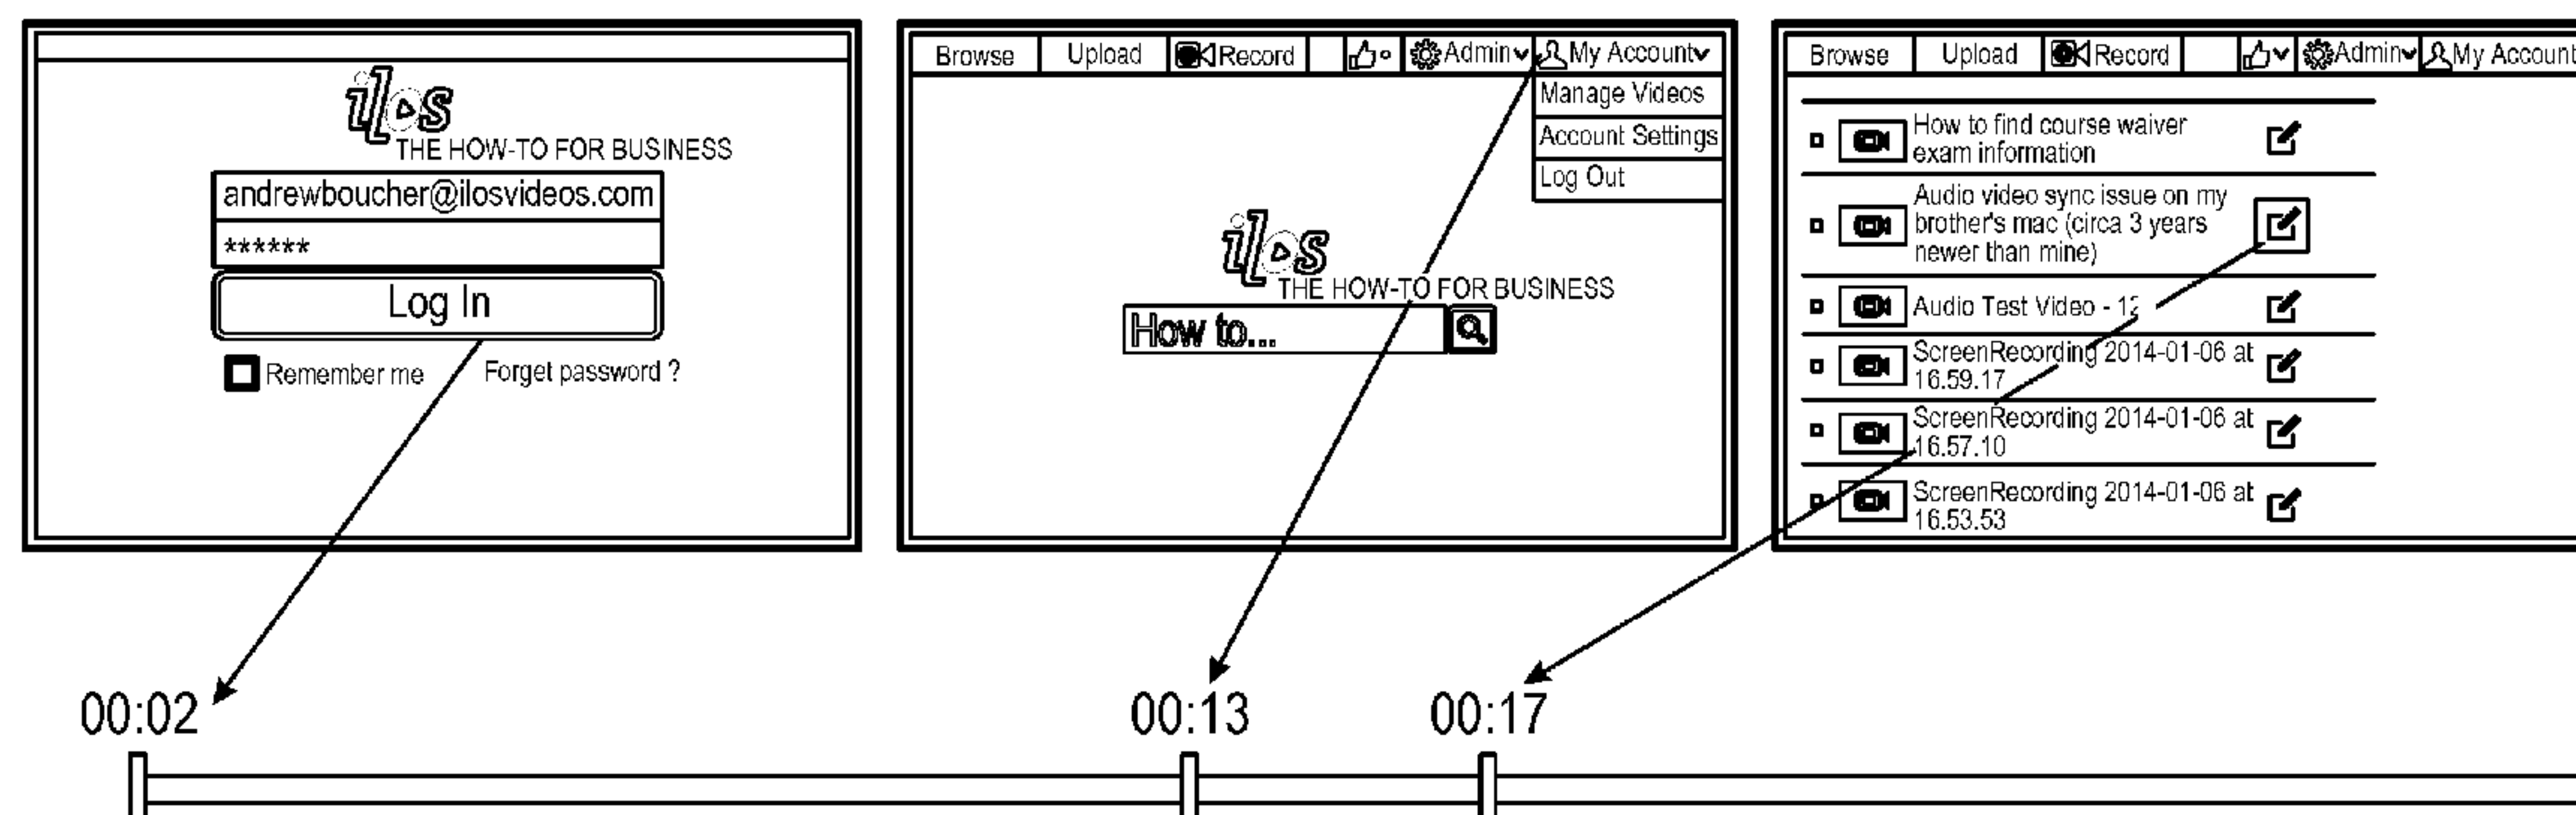 ilos
THE HOW-TO FOR BUSINESS
andrewboucher@ilosvideos.com
******
Log In
Remember me Forget password ?
Browse Upload Record Admin My Account
Manage Videos
Account Settings
Log Out
ilos
THE HOW-TO FOR BUSINESS
How to...
Browse Upload Record Admin My Account
How to find course waiver
exam information
Audio video sync issue on my
brother's mac (circa 3 years
newer than mine)
Audio Test Video -
ScreenRecording 2014-01-06 at
16.59.17
ScreenRecording 2014-01-06 at
16.57.10
ScreenRecording 2014-01-06 at
16.53.53
00:02 00:13 00:17